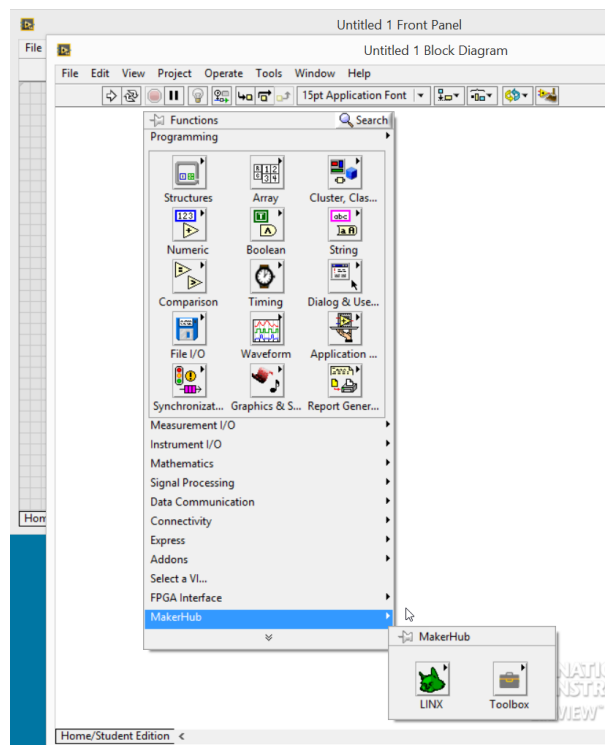 Untitled 1 Front Panel
File
Untitled 1 Block Diagram
File Edit View Project Operate Tools Window Help
15pt Application Font
Functions
Search
Programming
Structures Array Cluster, Clas...
Numeric Boolean String
Comparison Timing Dialog & Use...
File I/O Waveform Application ...
Synchronizat... Graphics & S... Report Gener...
Measurement I/O
Instrument I/O
Mathematics
Signal Processing
Data Communication
Connectivity
Express
Addons
Select a VI...
FPGA Interface
MakerHub
MakerHub
LINX Toolbox
Hom
Home/Student Edition